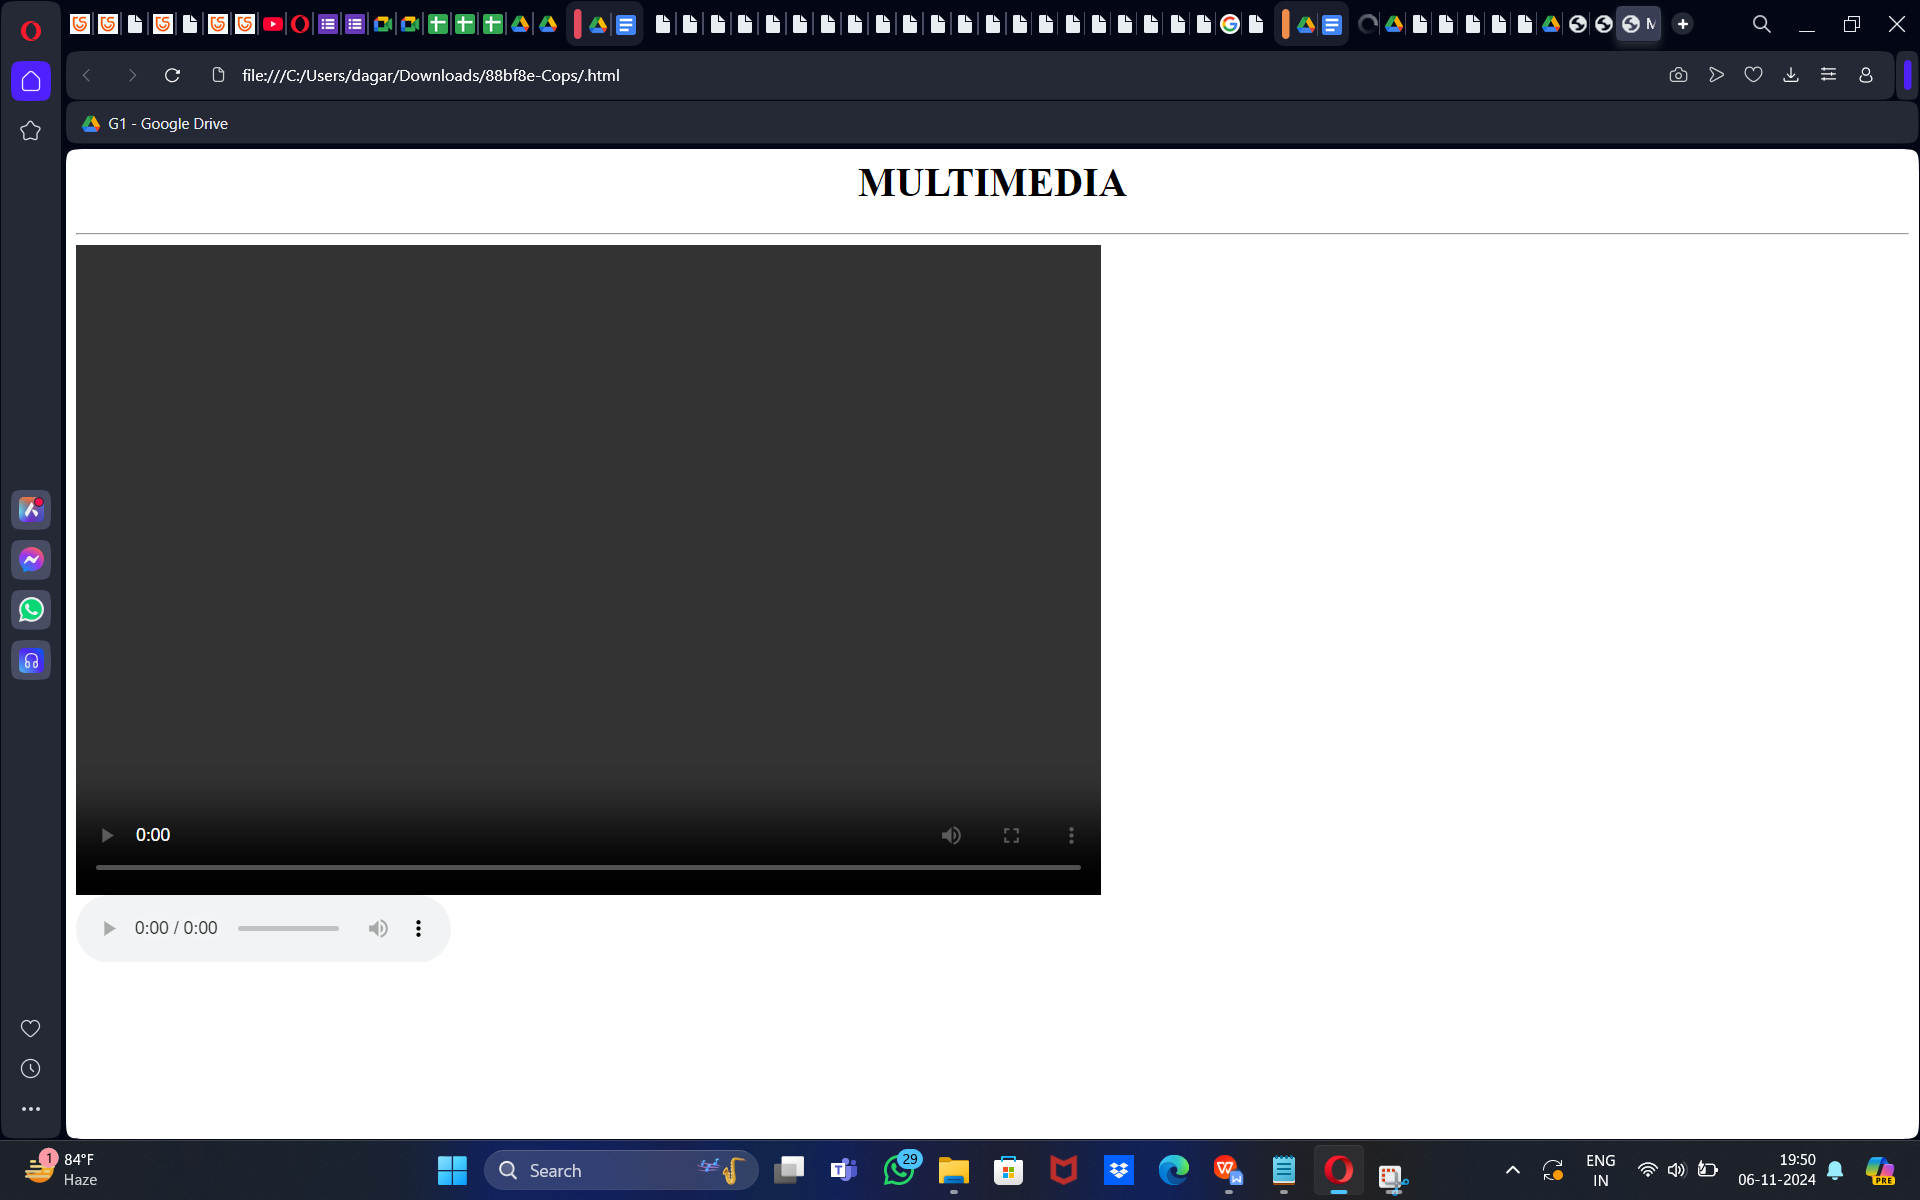 M
file:///C:/Users/dagar/Downloads/88bf8e-Cops/.html
G1 - Google Drive
MULTIMEDIA
0:00
0:00 / 0:00
1
84°F
Haze
Search
29
PRE
ENG
IN
19:50
06-11-2024